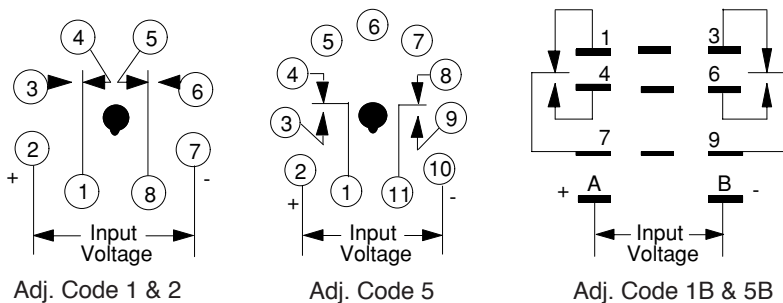 4 5
3 6
2 7
+ -
1 8
Input
Voltage
Adj. Code 1 & 2
6
5 7
4 8
3 9
2 10
1 11
+ -
Input
Voltage
Adj. Code 5
1 3
4 6
7 9
+ A B -
Input
Voltage
Adj. Code 1B & 5B